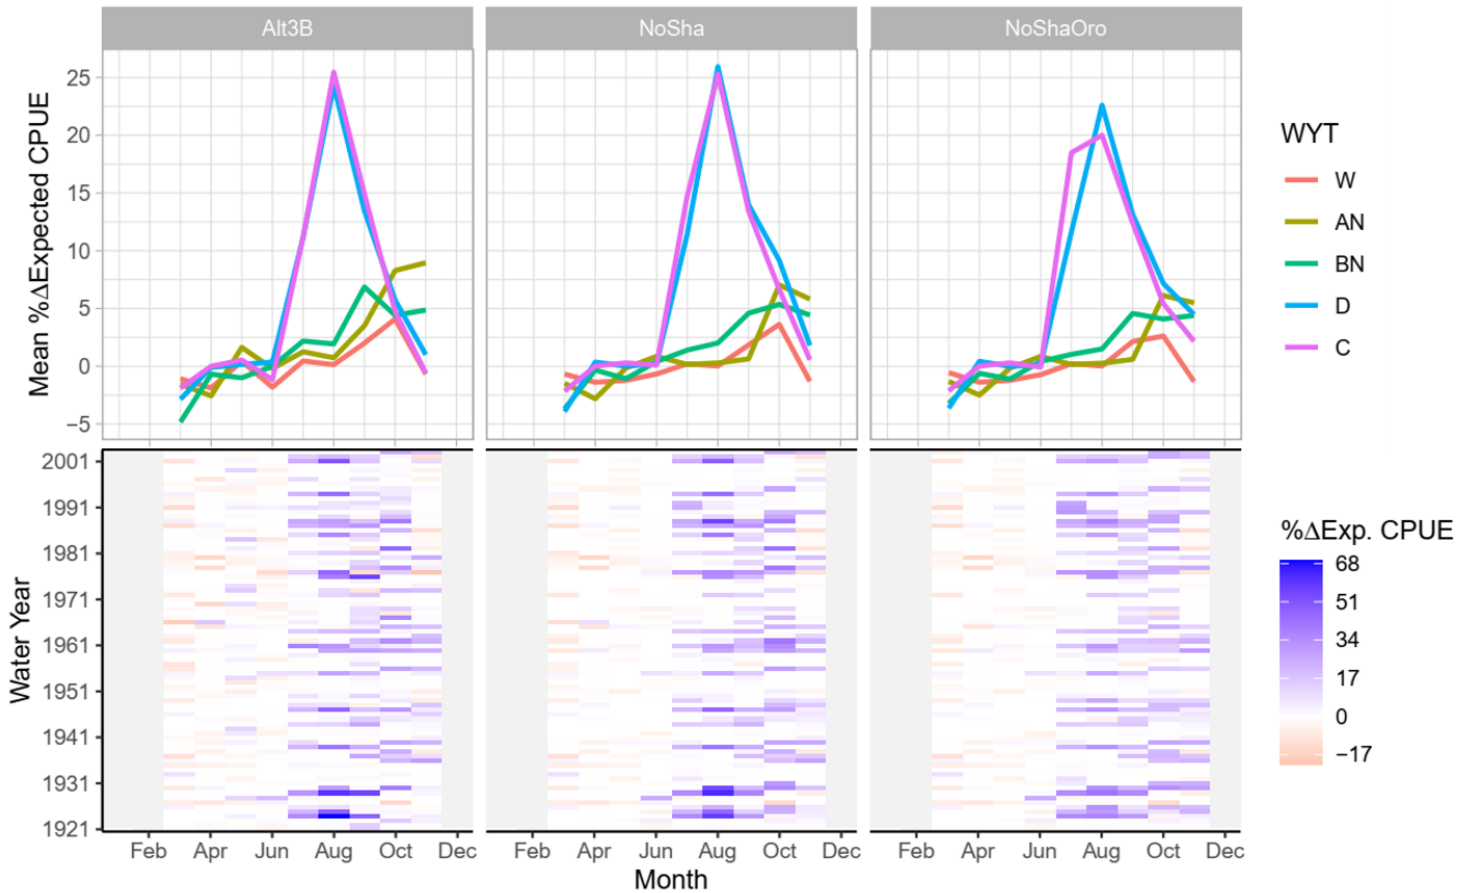 Alt3B NoSha NoShaOro
Mean %ΔExpected CPUE
25
20
15
10
5
0
−5
WYT
W
AN
BN
D
C
Water Year
2001
1991
1981
1971
1961
1951
1941
1931
1921
%ΔExp. CPUE
68
51
34
17
0
−17
Feb Apr Jun Aug Oct Dec Feb Apr Jun Aug Oct Dec Feb Apr Jun Aug Oct Dec
Month